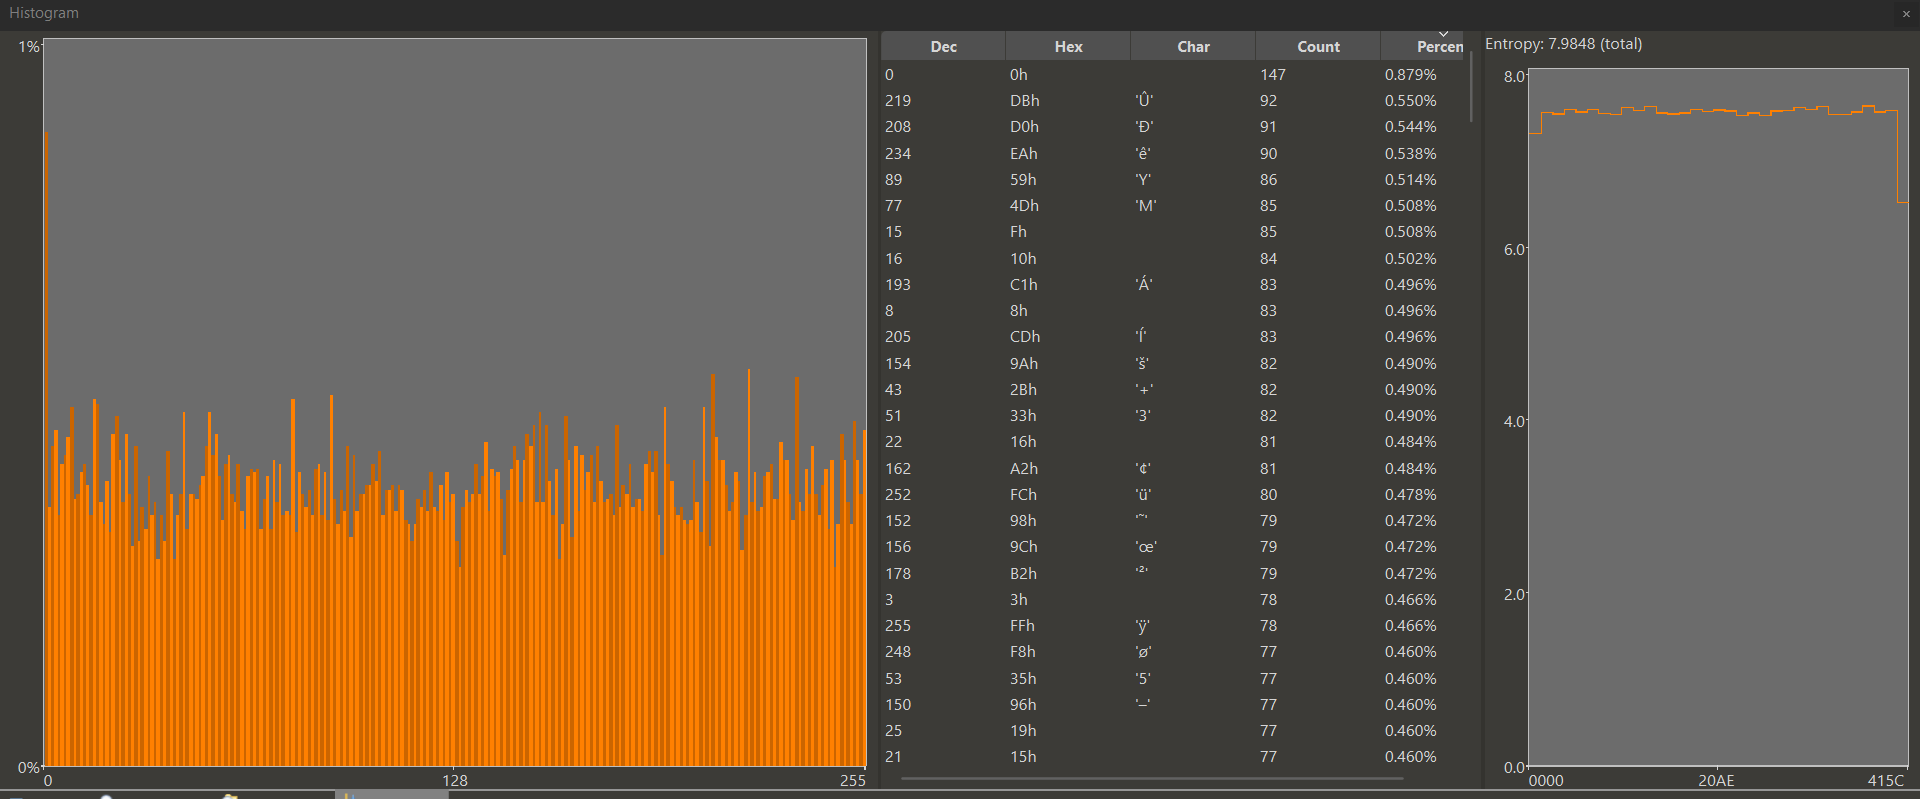 Histogram ×
1%
0%
0 128 255
Dec Hex Char Count Percen
0 0h 147 0.879%
219 DBh 'Û' 92 0.550%
208 D0h 'Ð' 91 0.544%
234 EAh 'ê' 90 0.538%
89 59h 'Y' 86 0.514%
77 4Dh 'M' 85 0.508%
15 Fh 85 0.508%
16 10h 84 0.502%
193 C1h 'Á' 83 0.496%
8 8h 83 0.496%
205 CDh 'Í' 83 0.496%
154 9Ah 'š' 82 0.490%
43 2Bh '+' 82 0.490%
51 33h '3' 82 0.490%
22 16h 81 0.484%
162 A2h '¢' 81 0.484%
252 FCh 'ü' 80 0.478%
152 98h '˜' 79 0.472%
156 9Ch 'œ' 79 0.472%
178 B2h '²' 79 0.472%
3 3h 78 0.466%
255 FFh 'ÿ' 78 0.466%
248 F8h 'ø' 77 0.460%
53 35h '5' 77 0.460%
150 96h '–' 77 0.460%
25 19h 77 0.460%
21 15h 77 0.460%
Entropy: 7.9848 (total)
8.0
6.0
4.0
2.0
0.0
0000 20AE 415C